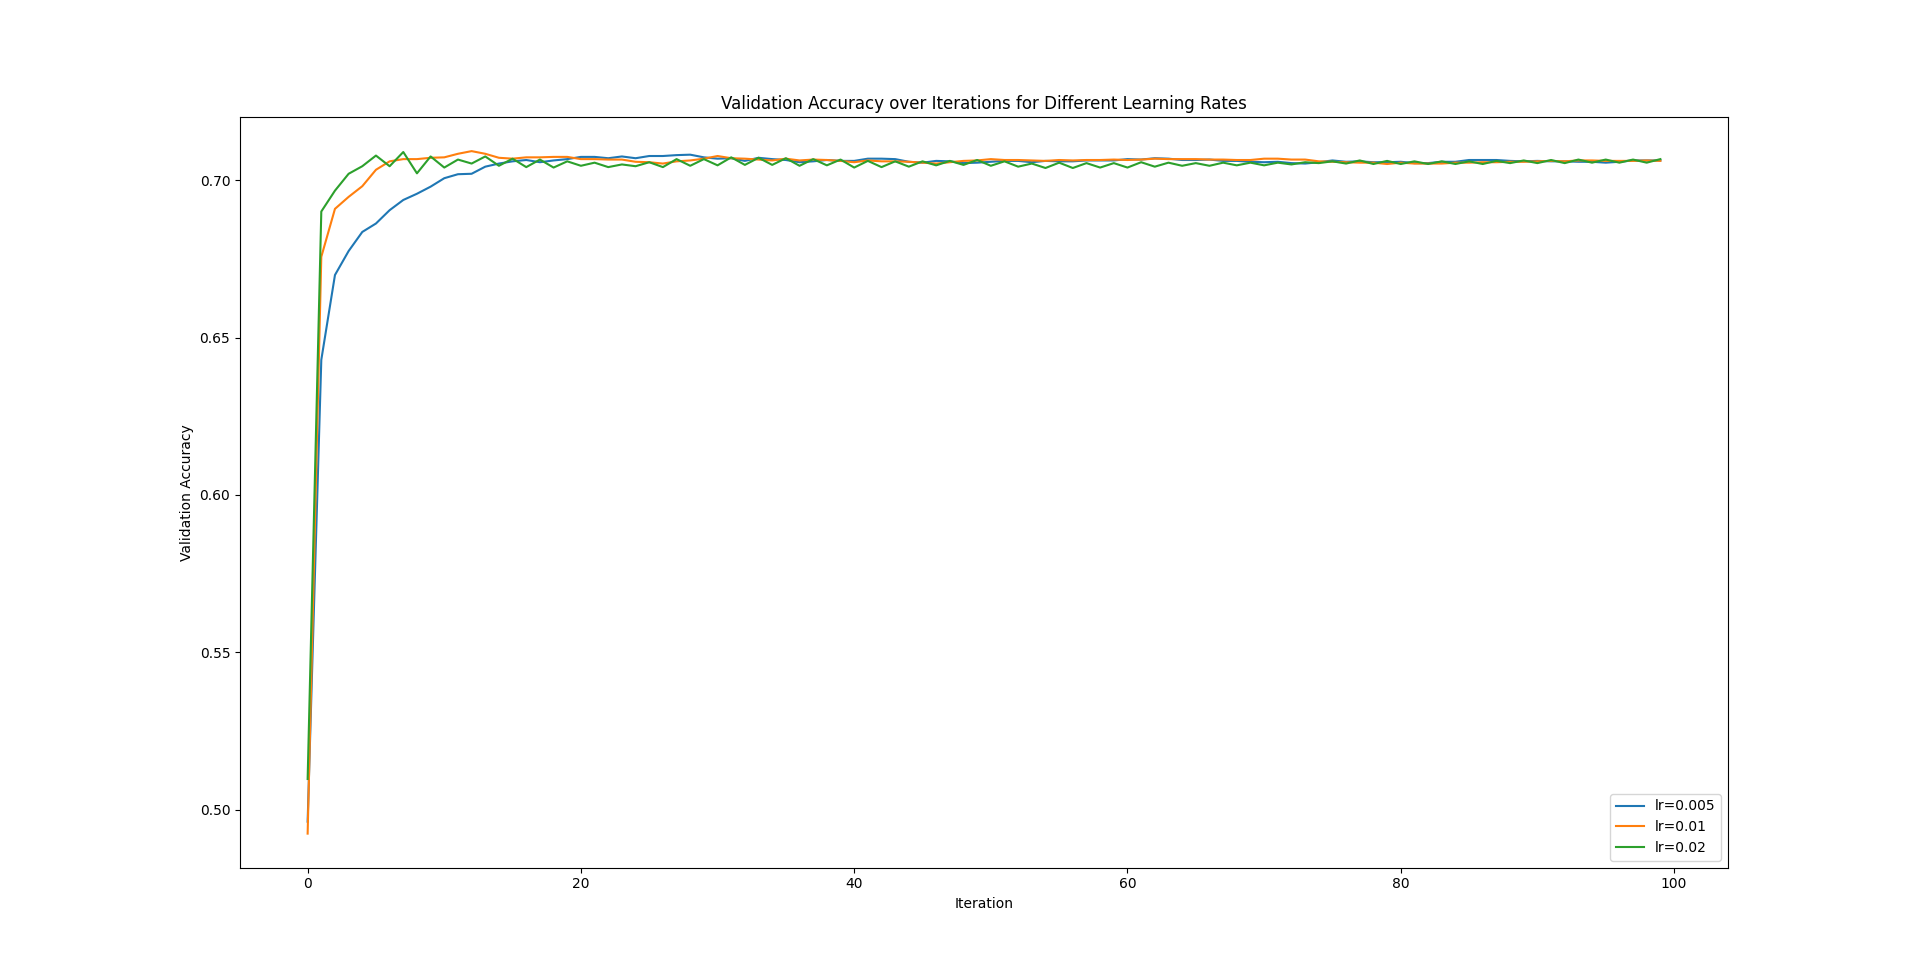 Validation Accuracy over Iterations for Different Learning Rates
Validation Accuracy
0.70
0.65
0.60
0.55
0.50
0
20
40
60
80
100
Iteration
lr=0.005
lr=0.01
lr=0.02